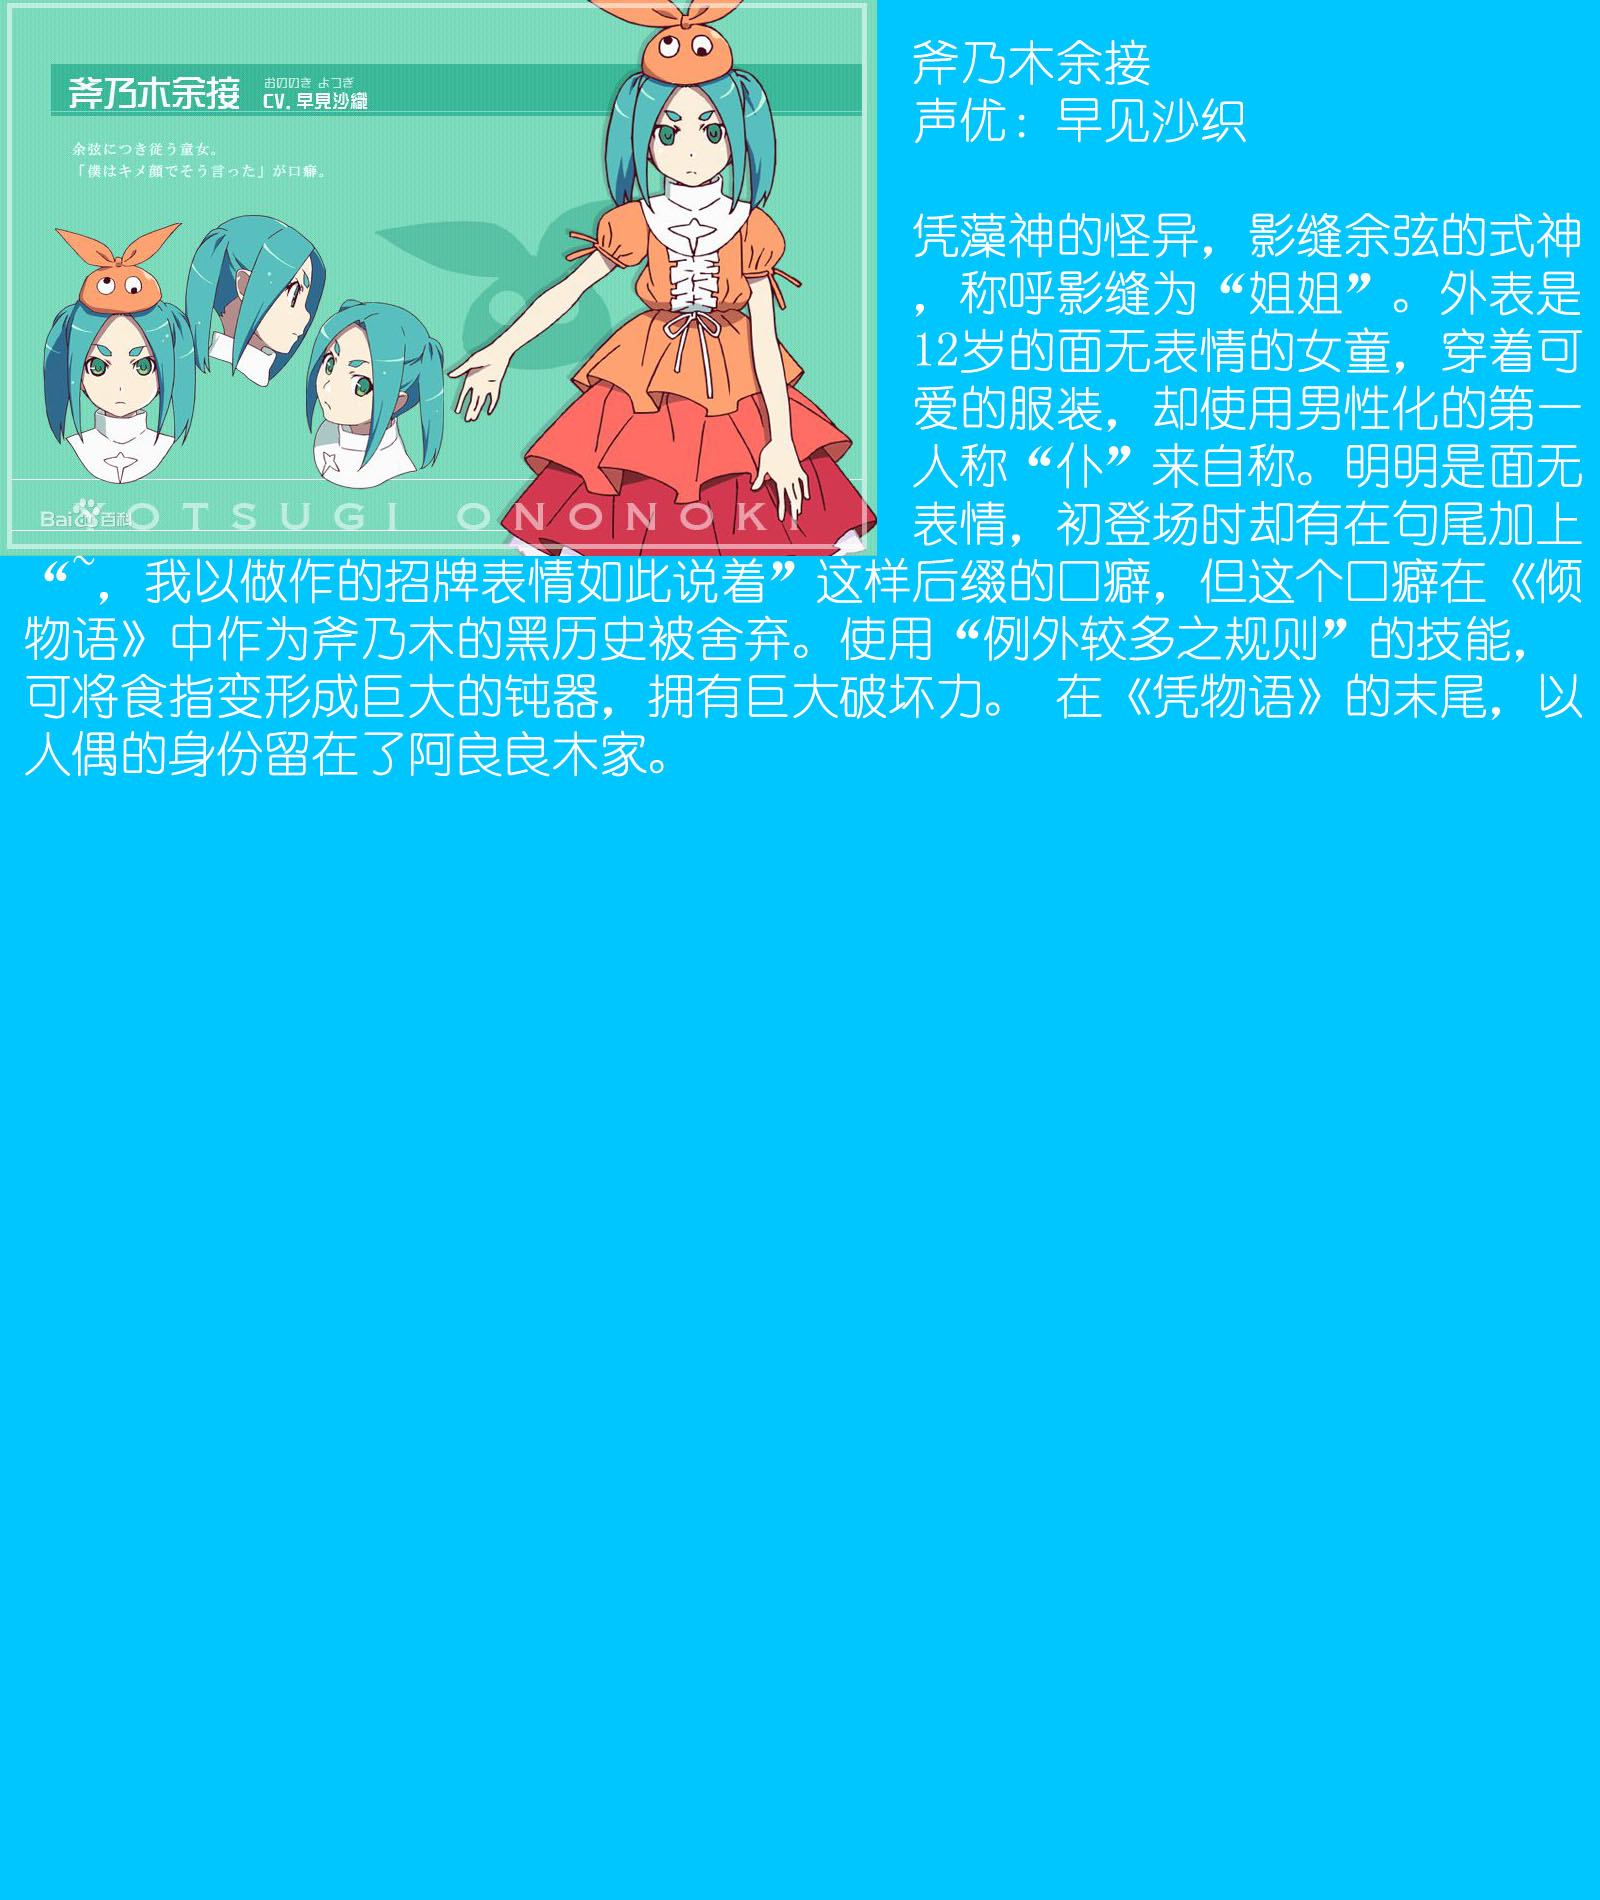 斧乃木余接 おののき よつぎ
CV. 早見沙織
余弦につき従う童女。
「僕はキメ顔でそう言った」が口癖。
YOTSUGI ONONOKI
Baidu百科
斧乃木余接
声优：早见沙织
凭藻神的怪异，影缝余弦的式神
，称呼影缝为“姐姐”。外表是
12岁的面无表情的女童，穿着可
爱的服装，却使用男性化的第一
人称“仆”来自称。明明是面无
表情，初登场时却有在句尾加上
“~，我以做作的招牌表情如此说着”这样后缀的口癖，但这个口癖在《倾
物语》中作为斧乃木的黑历史被舍弃。使用“例外较多之规则”的技能，
可将食指变形成巨大的钝器，拥有巨大破坏力。 在《凭物语》的末尾，以
人偶的身份留在了阿良良木家。